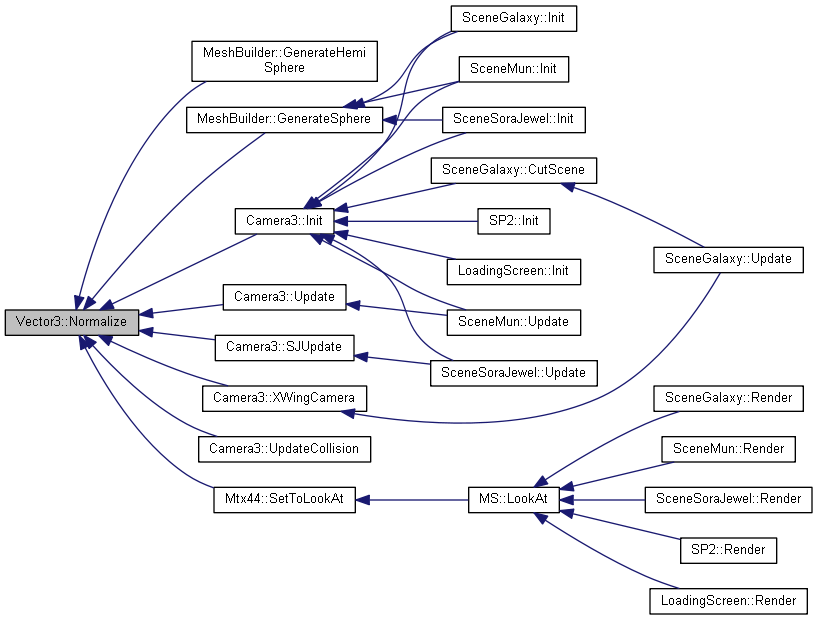 SceneGalaxy::Init
MeshBuilder::GenerateHemi
Sphere
SceneMun::Init
MeshBuilder::GenerateSphere
SceneSoraJewel::Init
SceneGalaxy::CutScene
Camera3::Init
SP2::Init
SceneGalaxy::Update
LoadingScreen::Init
Camera3::Update
Vector3::Normalize
SceneMun::Update
Camera3::SJUpdate
SceneSoraJewel::Update
Camera3::XWingCamera
SceneGalaxy::Render
Camera3::UpdateCollision
SceneMun::Render
Mtx44::SetToLookAt
MS::LookAt
SceneSoraJewel::Render
SP2::Render
LoadingScreen::Render